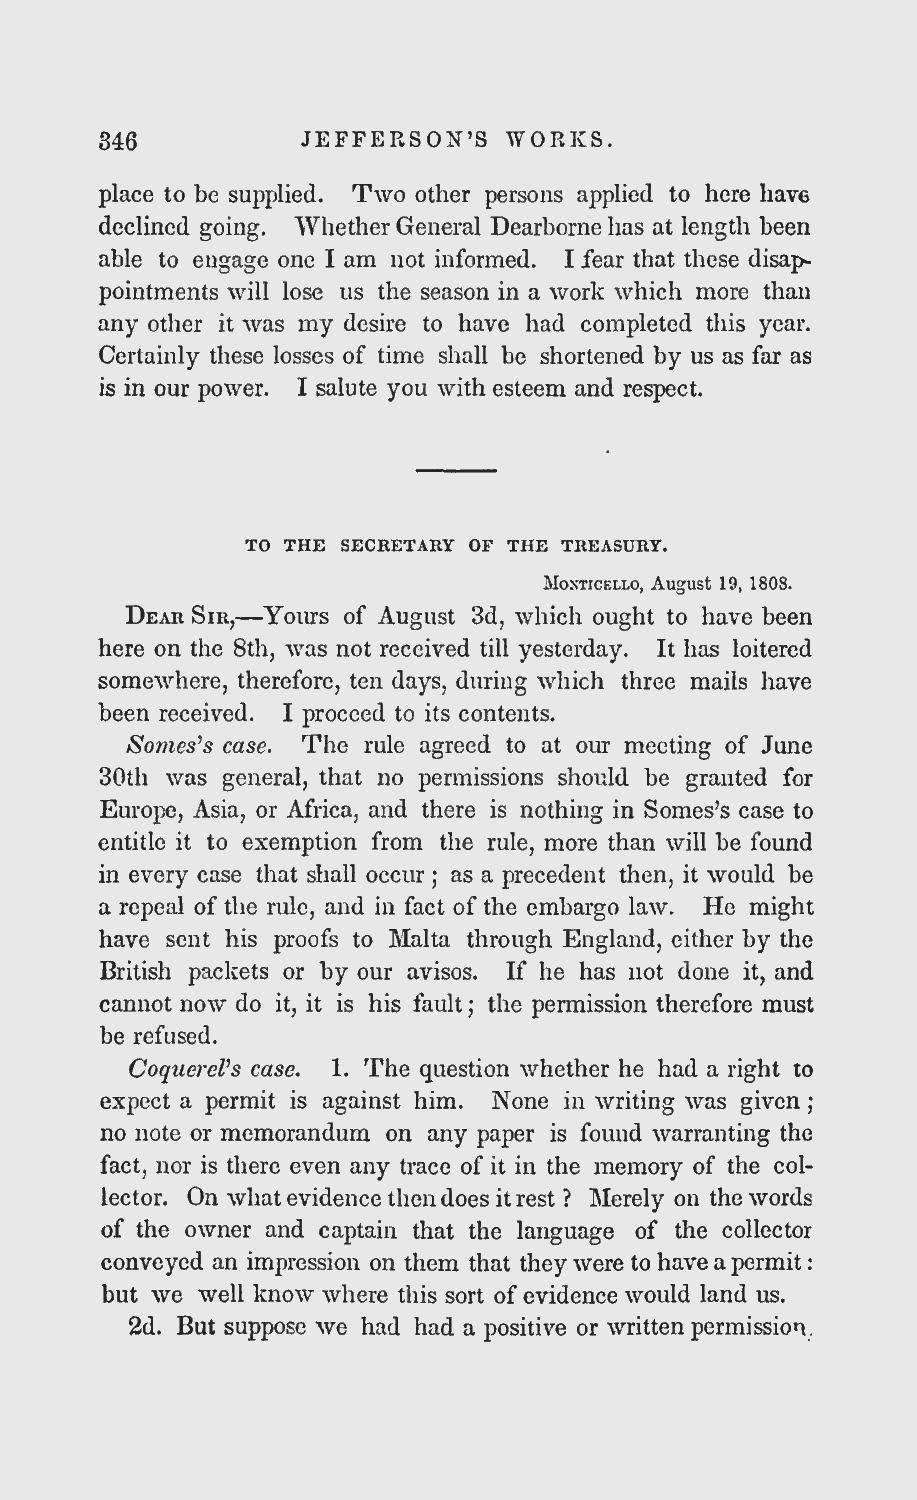 346 JEFFERSON'S WORKS.
place to be supplied. Two other persons applied to here have
declined going. Whether General Dearborne has at length been
able to engage one I am not informed. I fear that these disap-
pointments will lose us the season in a work which more than
any other it was my desire to have had completed this year.
Certainly these losses of time shall be shortened by us as far as
is in our power. I salute you with esteem and respect.
TO THE SECRETARY OF THE TREASURY.
MONTICELLO, August 19, 1808.
DEAR SIR,—Yours of August 3d, which ought to have been
here on the 8th, was not received till yesterday. It has loitered
somewhere, therefore, ten days, during which three mails have
been received. I proceed to its contents.
Somes's case. The rule agreed to at our meeting of June
30th was general, that no permissions should be granted for
Europe, Asia, or Africa, and there is nothing in Somes's case to
entitle it to exemption from the rule, more than will be found
in every case that shall occur; as a precedent then, it would be
a repeal of the rule, and in fact of the embargo law. He might
have sent his proofs to Malta through England, either by the
British packets or by our avisos. If he has not done it, and
cannot now do it, it is his fault; the permission therefore must
be refused.
Coquerel's case. 1. The question whether he had a right to
expect a permit is against him. None in writing was given;
no note or memorandum on any paper is found warranting the
fact, nor is there even any trace of it in the memory of the col-
lector. On what evidence then does it rest? Merely on the words
of the owner and captain that the language of the collector
conveyed an impression on them that they were to have a permit:
but we well know where this sort of evidence would land us.
2d. But suppose we had had a positive or written permission,